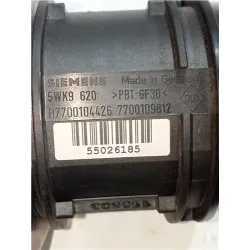 SIEMENS Made in Germany
5WK9 620 >PBT-GF30<
H7700104426 7700109812
55026185